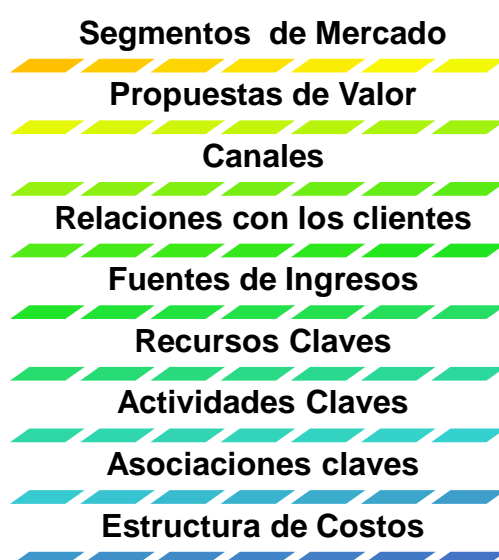 Segmentos de Mercado
Propuestas de Valor
Canales
Relaciones con los clientes
Fuentes de Ingresos
Recursos Claves
Actividades Claves
Asociaciones claves
Estructura de Costos